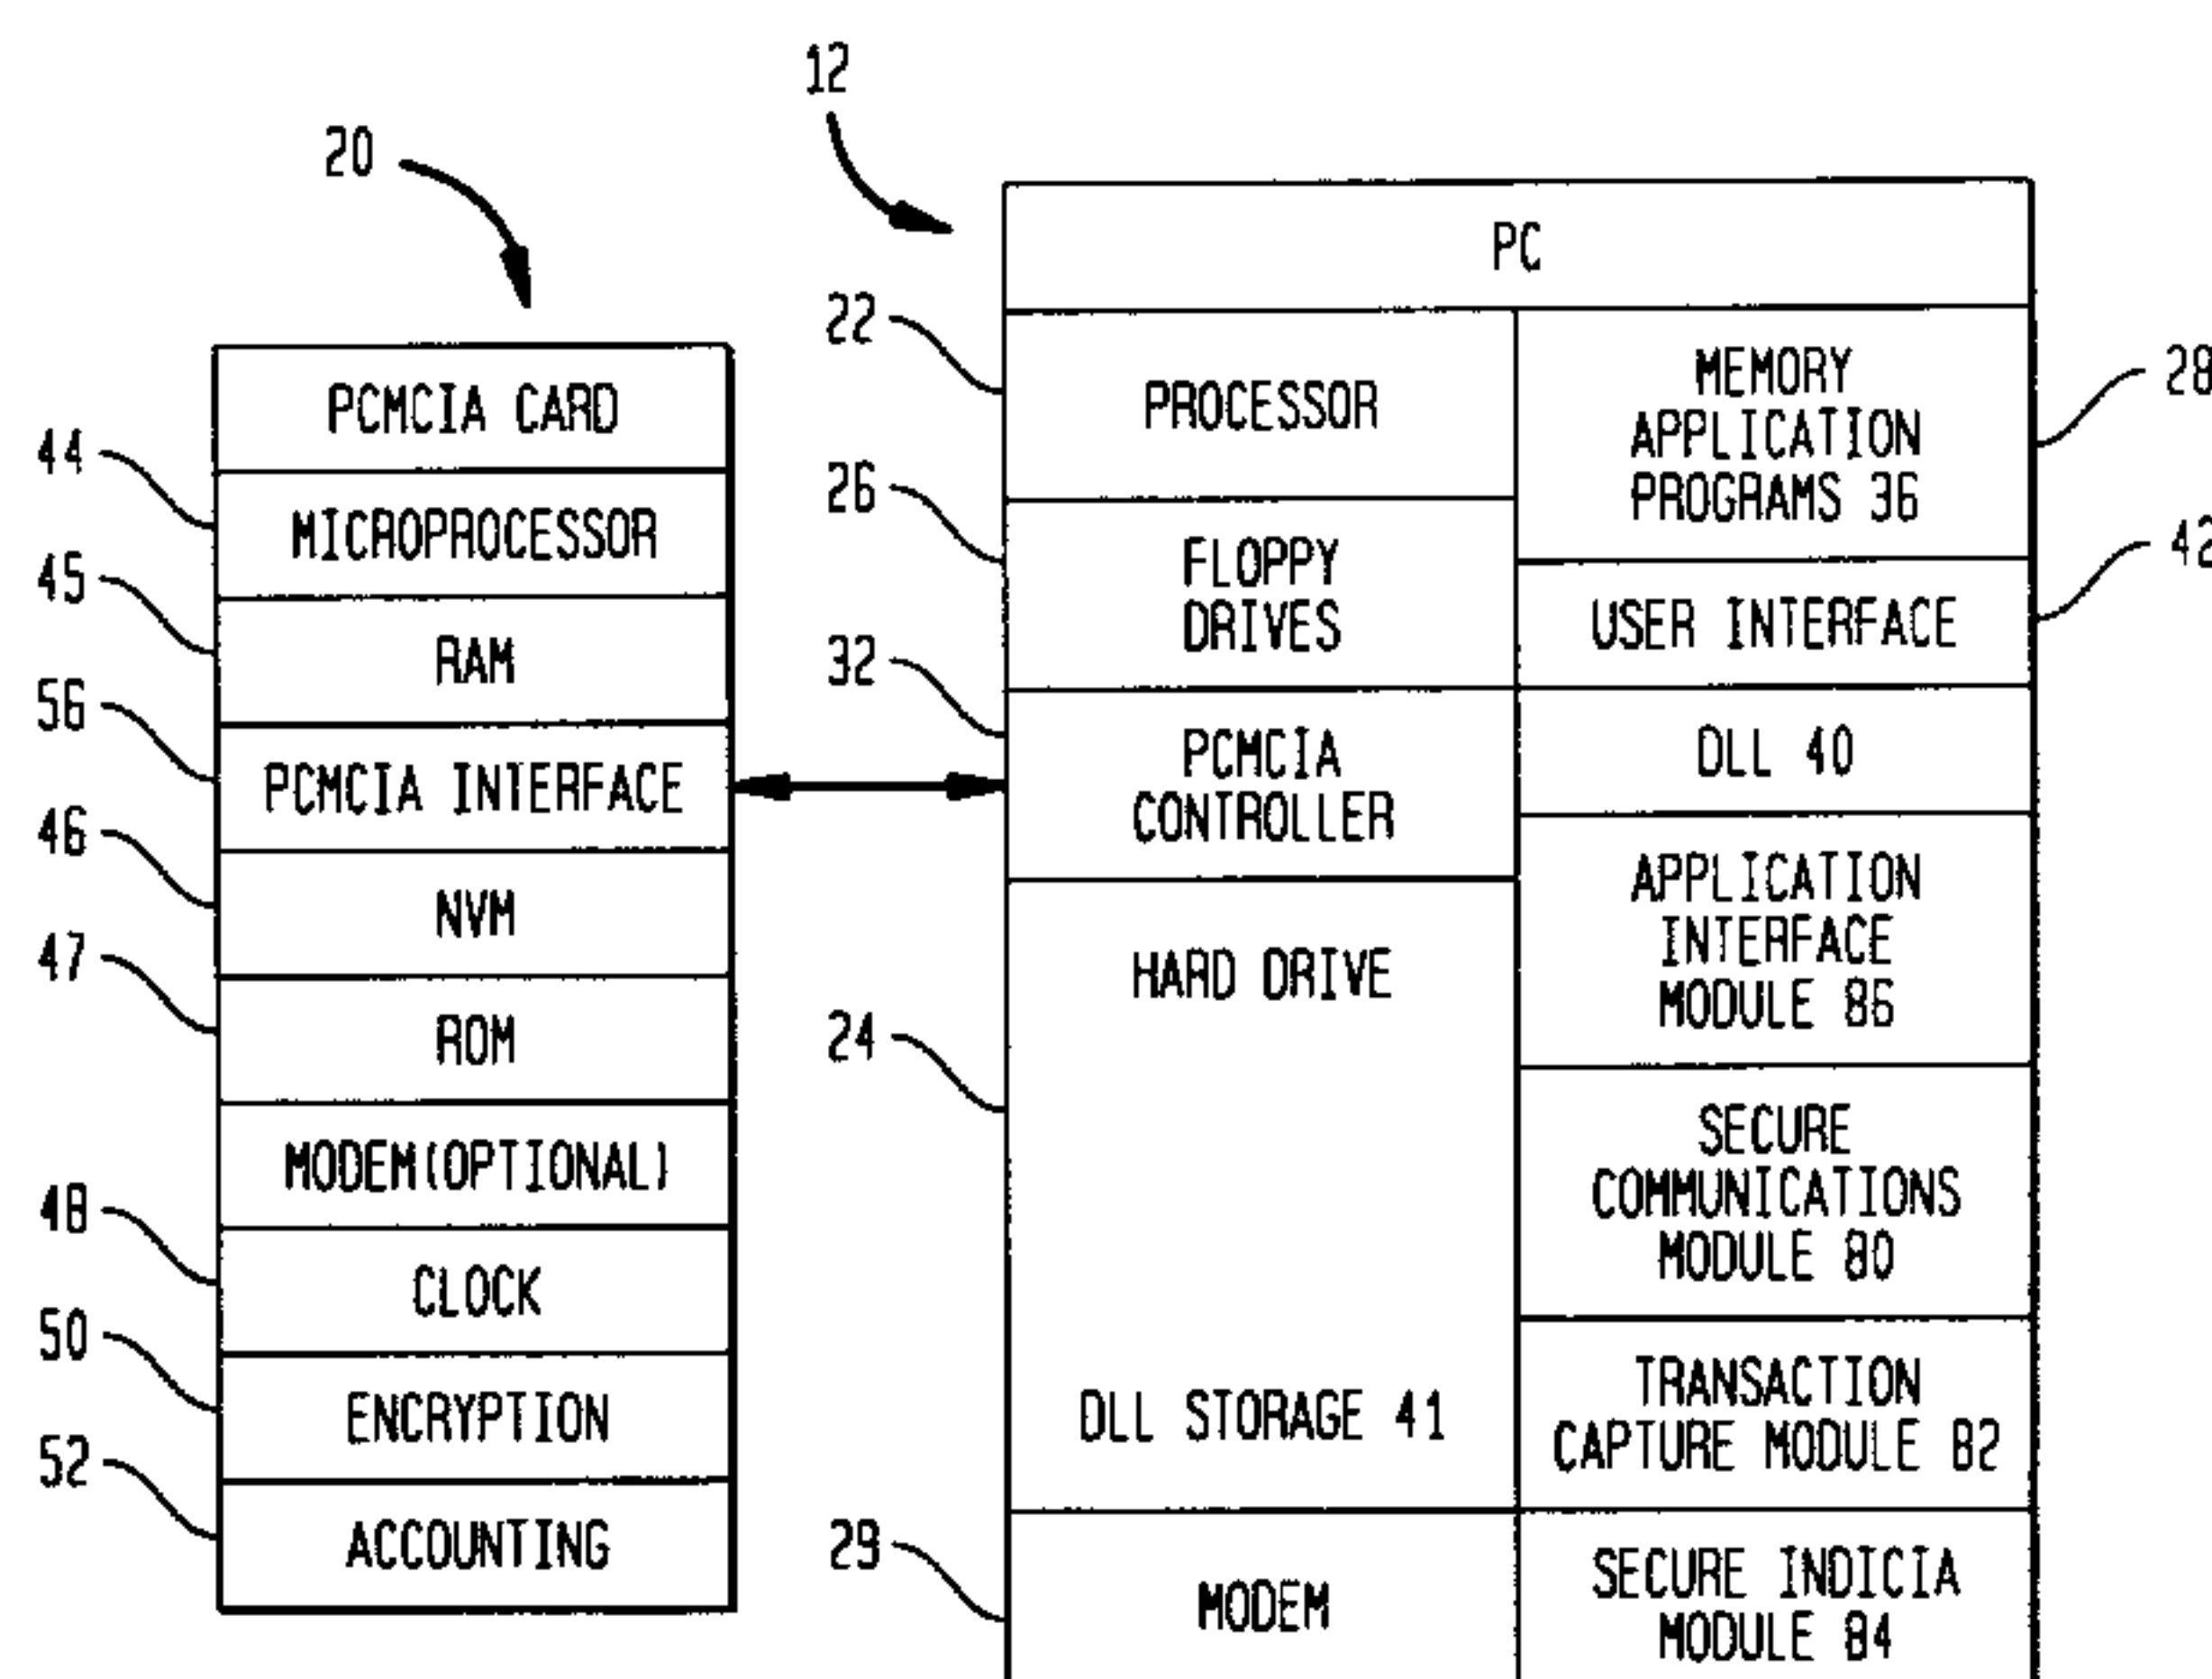 12
20
PC
22
PROCESSOR
MEMORY
APPLICATION
PROGRAMS 36
28
PCMCIA CARD
44
MICROPROCESSOR
26
FLOPPY
DRIVES
42
USER INTERFACE
45
RAM
32
PCMCIA
CONTROLLER
DLL 40
56
PCMCIA INTERFACE
46
NVM
APPLICATION
INTERFACE
MODULE 86
47
ROM
24
HARD DRIVE
DLL STORAGE 41
MODEM(OPTIONAL)
SECURE
COMMUNICATIONS
MODULE 80
48
CLOCK
50
ENCRYPTION
TRANSACTION
CAPTURE MODULE 82
52
ACCOUNTING
29
MODEM
SECURE INDICIA
MODULE 84